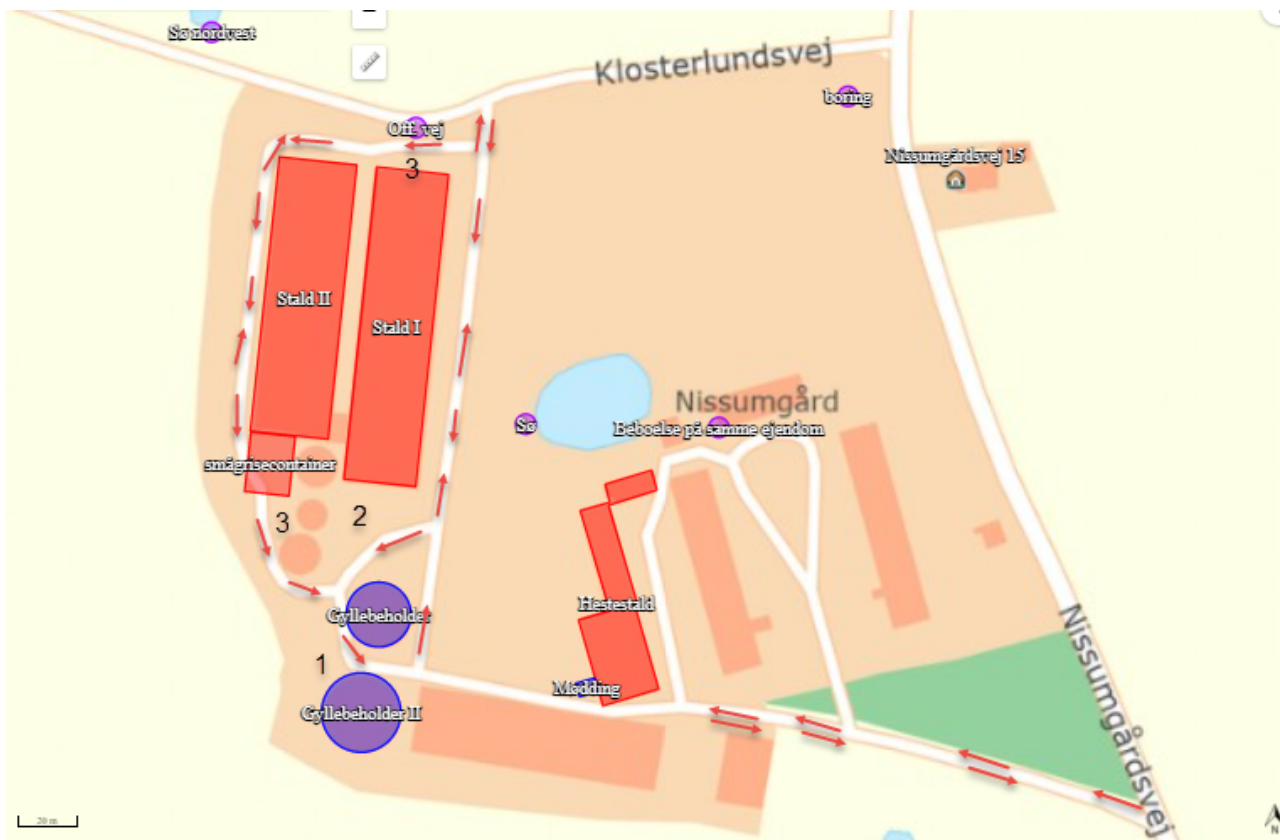 Sø nordvest
Klosterlundsvej
boring
Off. vej
3
Nissumgårdsvej 15
Stald II
Stald I
Nissumgård
Sø
Beboelse på samme ejendom
smågrisecontainer
3
2
Hestestald
Gyllebeholder
1
Mødding
Gyllebeholder II
Nissumgårdsvej
20 m